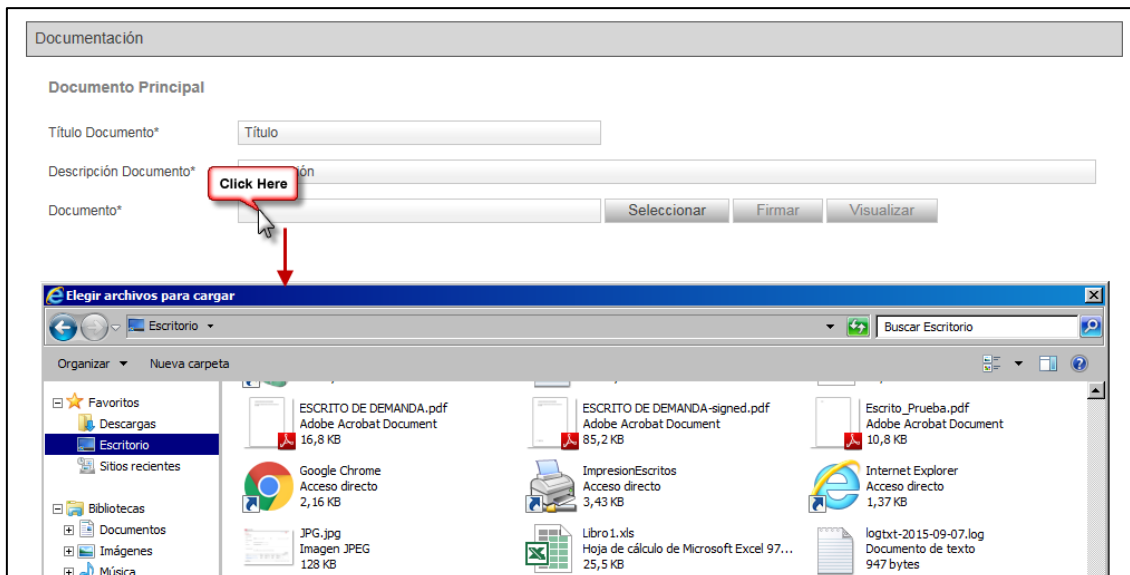 Documentación
Documento Principal
Título Documento*
Título
Descripción Documento*
ón
Click Here
Documento*
Seleccionar
Firmar
Visualizar
Elegir archivos para cargar
Escritorio
Buscar Escritorio
Organizar
Nueva carpeta
Favoritos
Descargas
Escritorio
Sitios recientes
Bibliotecas
Documentos
Imágenes
Música
ESCRITO DE DEMANDA.pdf
Adobe Acrobat Document
16,8 KB
ESCRITO DE DEMANDA-signed.pdf
Adobe Acrobat Document
85,2 KB
Escrito_Prueba.pdf
Adobe Acrobat Document
10,8 KB
Google Chrome
Acceso directo
2,16 KB
ImpresionEscritos
Acceso directo
3,43 KB
Internet Explorer
Acceso directo
1,37 KB
JPG.jpg
Imagen JPEG
128 KB
Libro1.xls
Hoja de cálculo de Microsoft Excel 97...
25,5 KB
logtxt-2015-09-07.log
Documento de texto
947 bytes